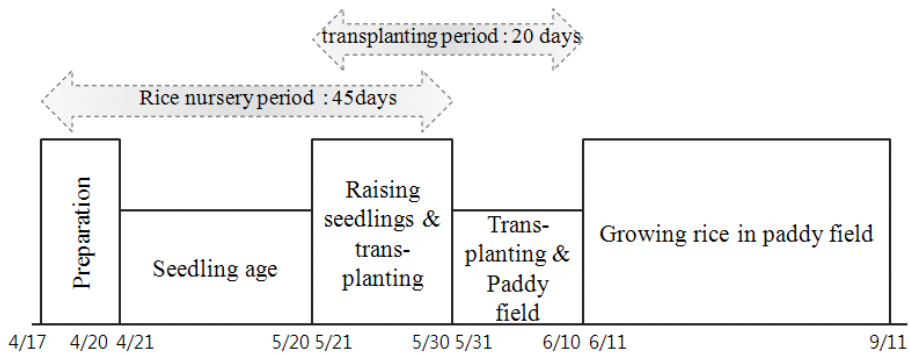 transplanting period : 20 days
Rice nursery period : 45days
Preparation
Seedling age
Raising
seedlings &
trans-
planting
Trans-
planting &
Paddy
field
Growing rice in paddy field
4/17 4/20 4/21 5/20 5/21 5/30 5/31 6/10 6/11 9/11